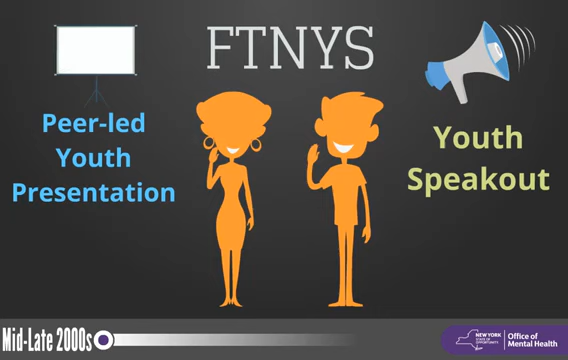 FTNYS
Peer-led
Youth
Presentation
Youth
Speakout
Mid-Late 2000s
NEW YORK
STATE OF
OPPORTUNITY
Office of
Mental Health